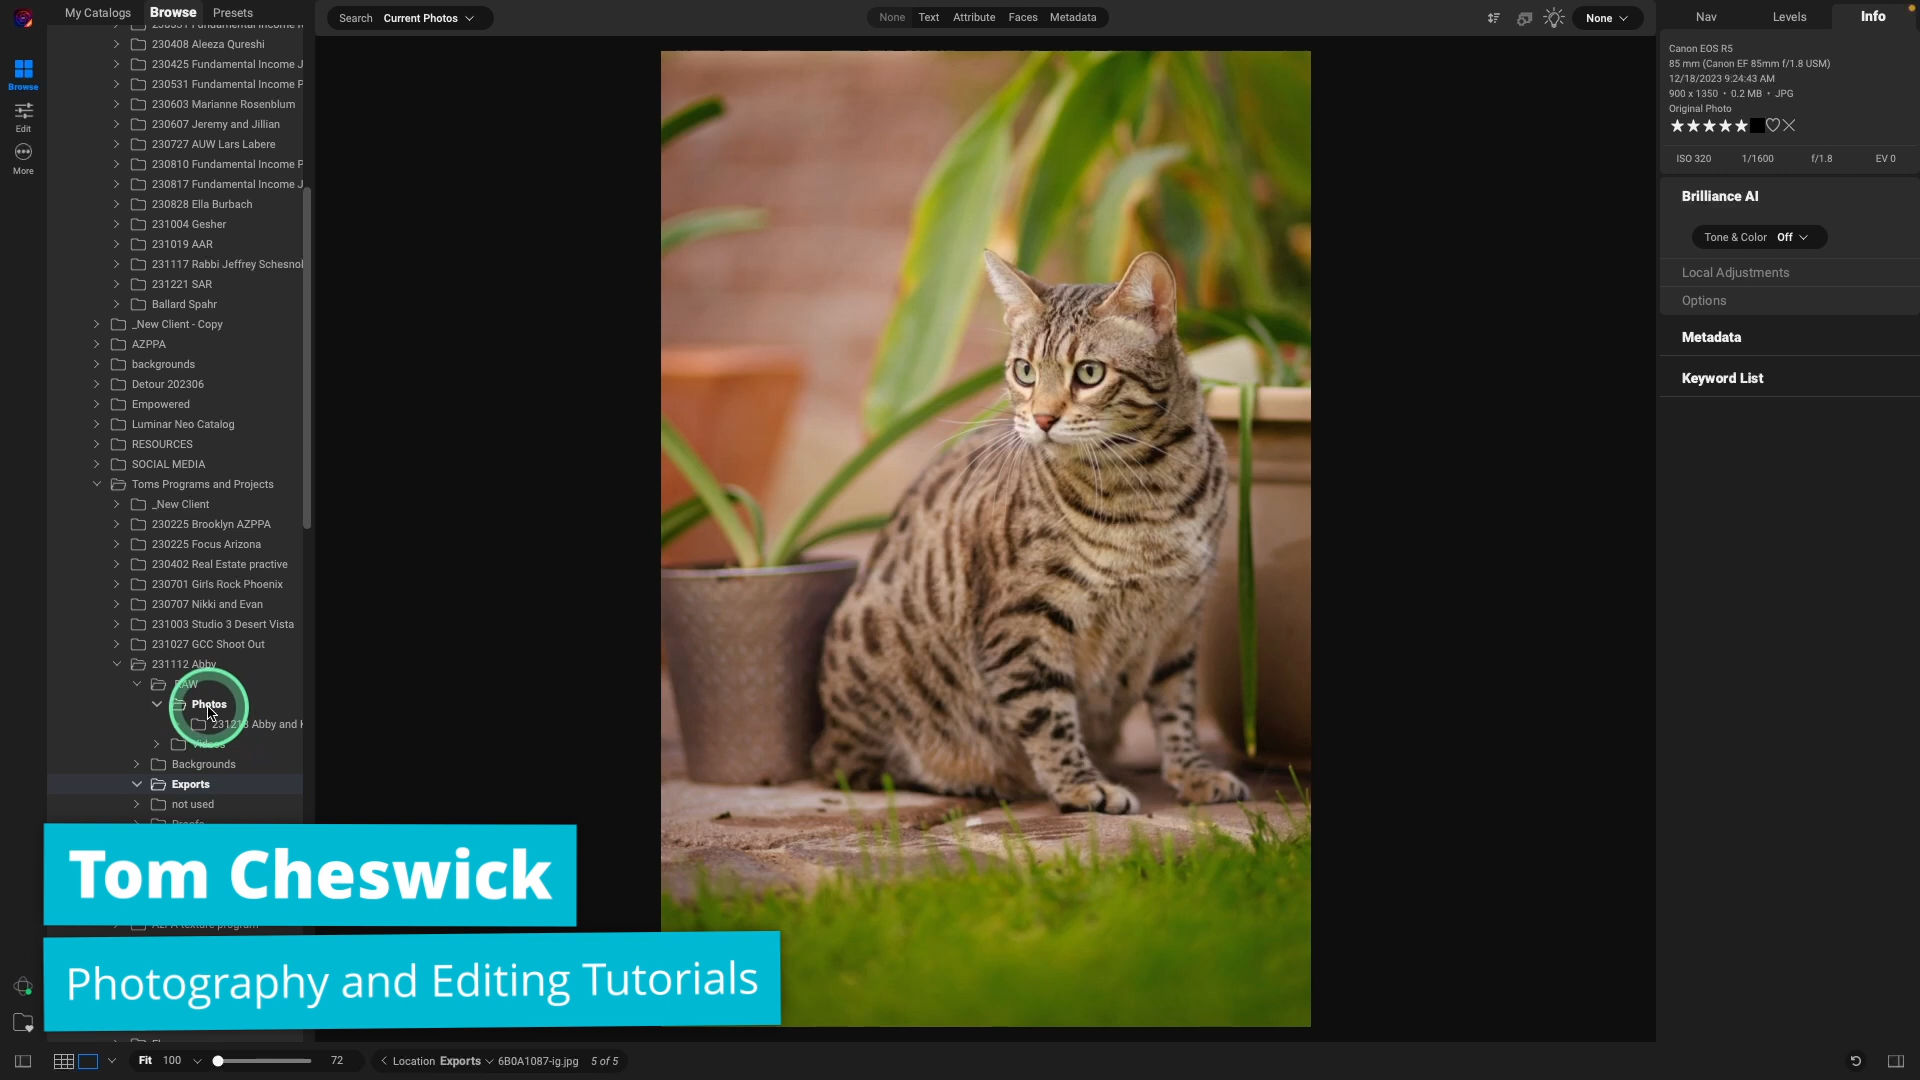 My Catalogs Browse Presets
Search Current Photos
None Text Attribute Faces Metadata
None
Nav Levels Info
230408 Aleeza Qureshi
230425 Fundamental Income J
230531 Fundamental Income P
230603 Marianne Rosenblum
230607 Jeremy and Jillian
230727 AUW Lars Labere
230810 Fundamental Income P
230817 Fundamental Income J
230828 Ella Burbach
231004 Gesher
231019 AAR
231117 Rabbi Jeffrey Schesnol
231221 SAR
Ballard Spahr
_New Client - Copy
AZPPA
backgrounds
Detour 202306
Empowered
Luminar Neo Catalog
RESOURCES
SOCIAL MEDIA
Toms Programs and Projects
_New Client
230225 Brooklyn AZPPA
230225 Focus Arizona
230402 Real Estate practive
230701 Girls Rock Phoenix
230707 Nikki and Evan
231003 Studio 3 Desert Vista
231027 GCC Shoot Out
231112 Abby
RAW
Photos
231213 Abby and
Videos
Backgrounds
Exports
not used
Browse
Edit
More
Canon EOS R5
85 mm (Canon EF 85mm f/1.8 USM)
12/18/2023 9:24:43 AM
900 x 1350 • 0.2 MB • JPG
Original Photo
ISO 320 1/1600 f/1.8 EV 0
Brilliance AI
Tone & Color Off
Local Adjustments
Options
Metadata
Keyword List
Tom Cheswick
Photography and Editing Tutorials
Fit 100 72 Location Exports 6B0A1087-ig.jpg 5 of 5